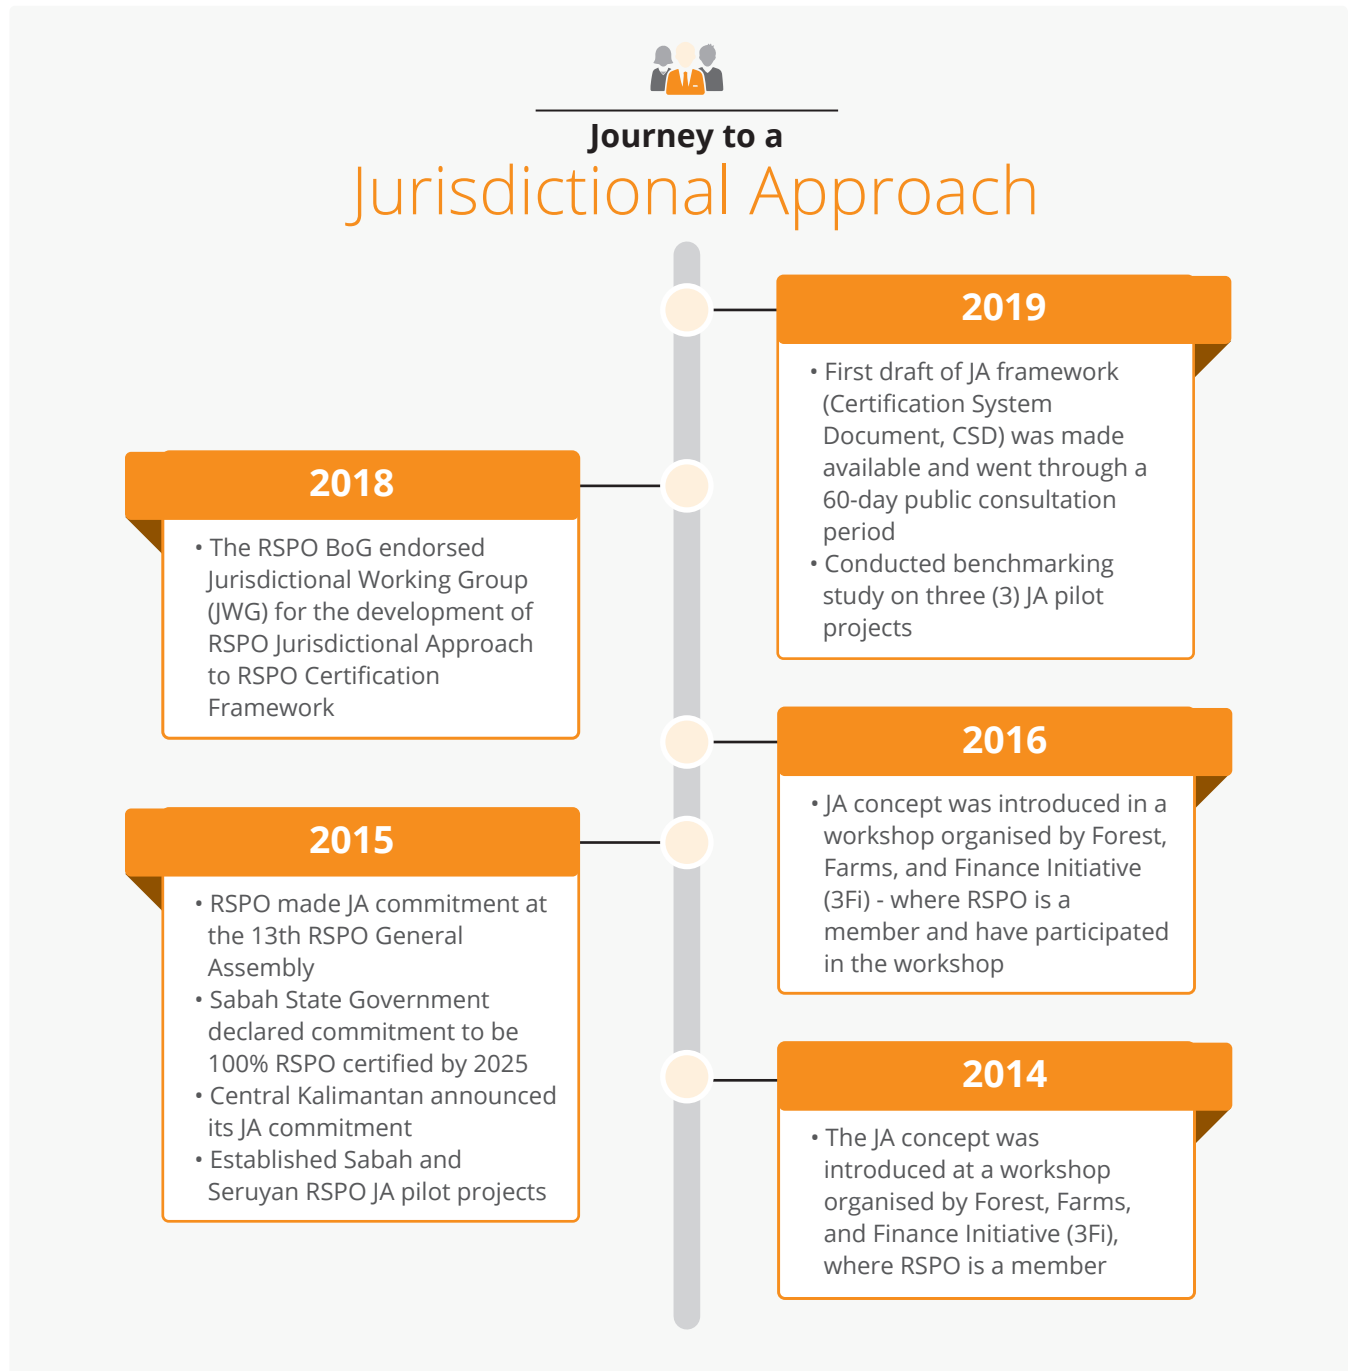 Journey to a
Jurisdictional Approach
2019
• First draft of JA framework
(Certification System
Document, CSD) was made
available and went through a
60-day public consultation
period
• Conducted benchmarking
study on three (3) JA pilot
projects
2018
• The RSPO BoG endorsed
Jurisdictional Working Group
(JWG) for the development of
RSPO Jurisdictional Approach
to RSPO Certification
Framework
2016
• JA concept was introduced in a
workshop organised by Forest,
Farms, and Finance Initiative
(3Fi) - where RSPO is a
member and have participated
in the workshop
2015
• RSPO made JA commitment at
the 13th RSPO General
Assembly
• Sabah State Government
declared commitment to be
100% RSPO certified by 2025
• Central Kalimantan announced
its JA commitment
• Established Sabah and
Seruyan RSPO JA pilot projects
2014
• The JA concept was
introduced at a workshop
organised by Forest, Farms,
and Finance Initiative (3Fi),
where RSPO is a member